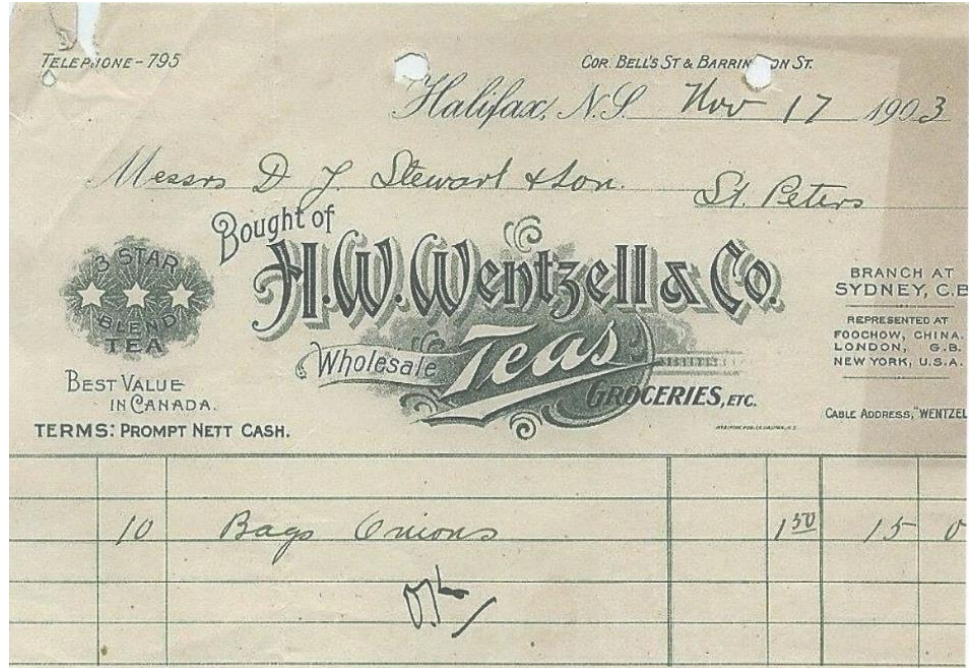 TELEPHONE-795
COR. BELL'S ST & BARRINGTON ST.
Halifax, N.S. Nov 17 1903
Messrs D. J. Stewart & Son. St. Peters
Bought of
H.W. Wentzell & Co.
3 STAR
BLEND
TEA
BEST VALUE
IN CANADA.
TERMS: PROMPT NETT CASH.
Wholesale Teas
GROCERIES, ETC.
BRANCH AT
SYDNEY, C.B
REPRESENTED AT
FOOCHOW, CHINA.
LONDON, G.B.
NEW YORK, U.S.A.
CABLE ADDRESS, "WENTZEL
10 Bags Onions 1 50 15 0